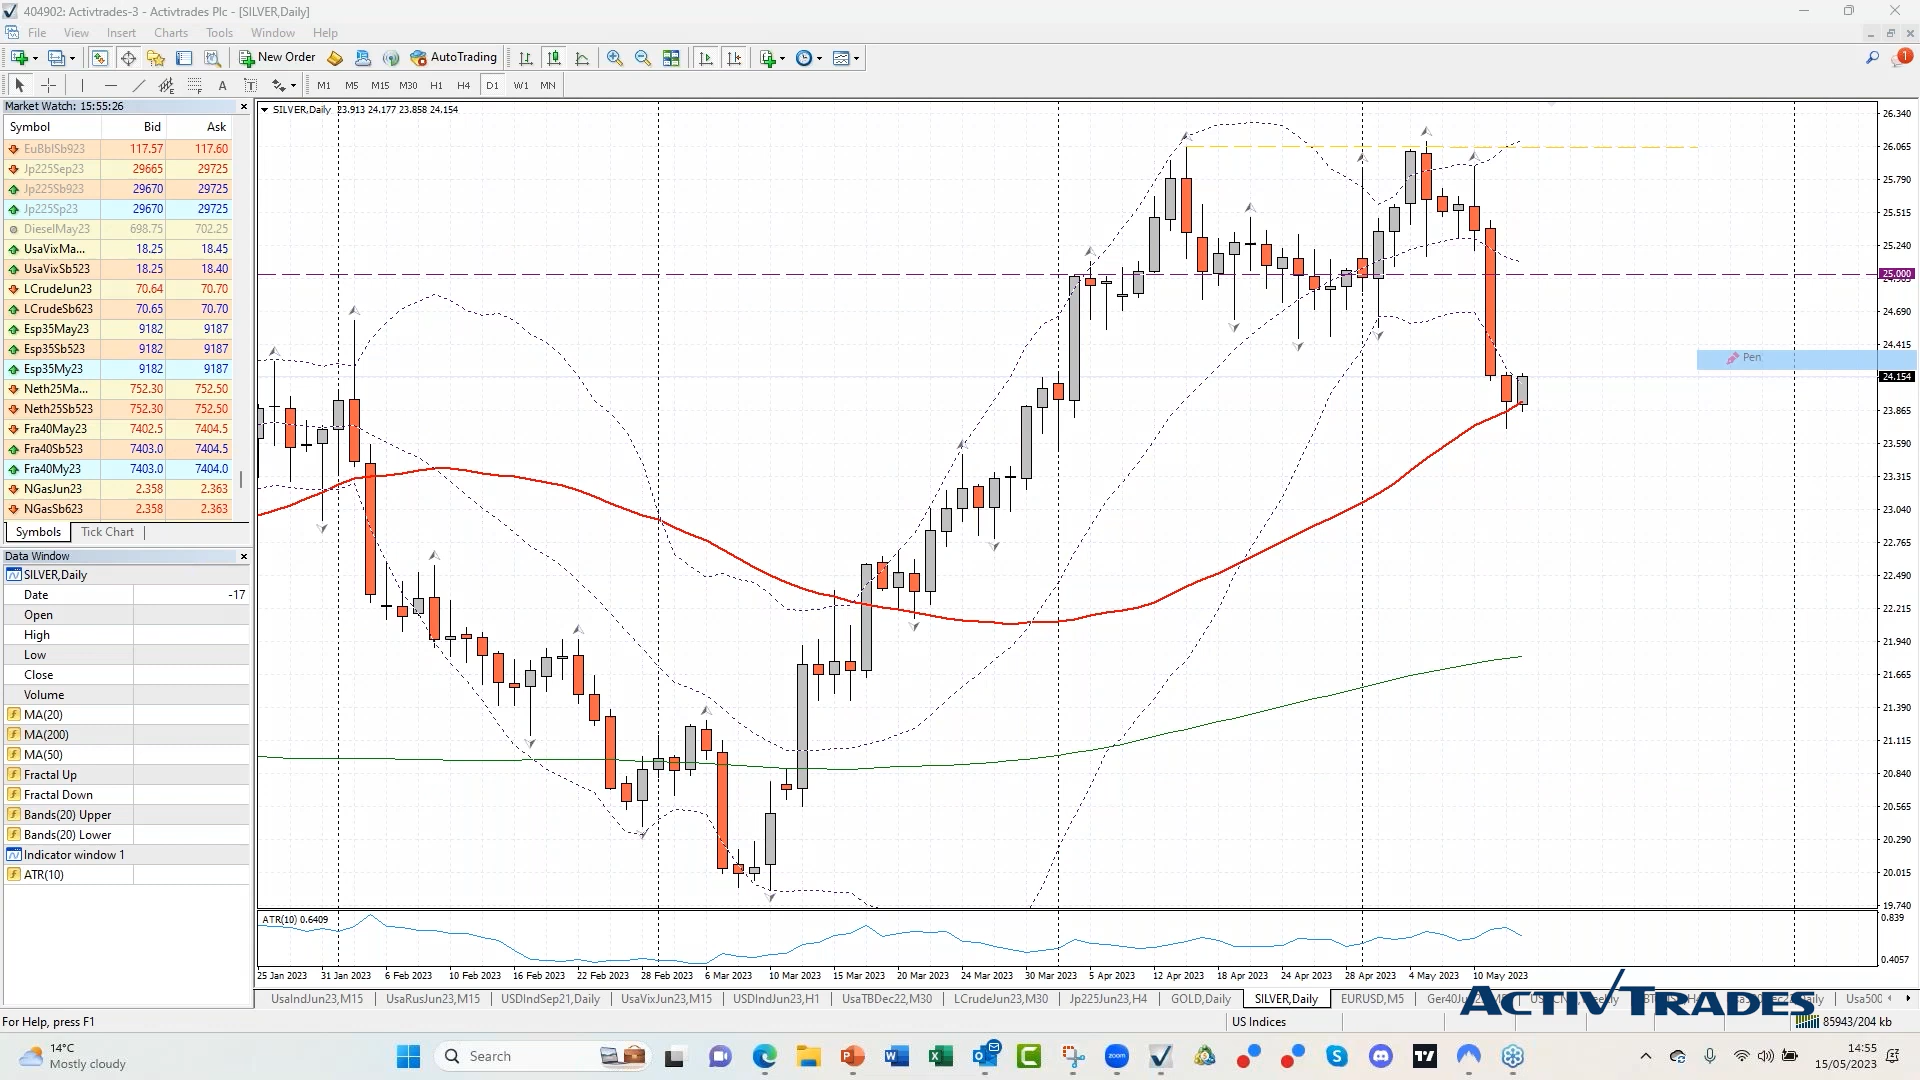 404902: Activtrades-3 - Activtrades Plc - [SILVER,Daily]
File View Insert Charts Tools Window Help
New Order AutoTrading 1
A T M1 M5 M15 M30 H1 H4 D1 W1 MN
Market Watch: 15:55:26
Symbol Bid Ask
EuBblSb923 117.57 117.60
Jp225Sep23 29665 29725
Jp225Sb923 29670 29725
Jp225Sp23 29670 29725
DieselMay23 698.75 702.25
UsaVixMa... 18.25 18.45
UsaVixSb523 18.25 18.40
LCrudeJun23 70.64 70.70
LCrudeSb623 70.65 70.70
Esp35May23 9182 9187
Esp35Sb523 9182 9187
Esp35My23 9182 9187
Neth25Ma... 752.30 752.50
Neth25Sb523 752.30 752.50
Fra40May23 7402.5 7404.5
Fra40Sb523 7403.0 7404.5
Fra40My23 7403.0 7404.0
NGasJun23 2.358 2.363
NGasSb623 2.358 2.363
Symbols Tick Chart
Data Window
SILVER,Daily
Date -17
Open
High
Low
Close
Volume
MA(20)
MA(200)
MA(50)
Fractal Up
Fractal Down
Bands(20) Upper
Bands(20) Lower
Indicator window 1
ATR(10)
SILVER,Daily 23.913 24.177 23.858 24.154
26.340
26.065
25.790
25.515
25.240
25.000
24.690
24.415
Pen
24.154
23.865
23.590
23.315
23.040
22.765
22.490
22.215
21.940
21.665
21.390
21.115
20.840
20.565
20.290
20.015
19.740
ATR(10) 0.6409
0.839
0.4057
25 Jan 2023 31 Jan 2023 6 Feb 2023 10 Feb 2023 16 Feb 2023 22 Feb 2023 28 Feb 2023 6 Mar 2023 10 Mar 2023 15 Mar 2023 20 Mar 2023 24 Mar 2023 30 Mar 2023 5 Apr 2023 12 Apr 2023 18 Apr 2023 24 Apr 2023 28 Apr 2023 4 May 2023 10 May 2023
UsaIndJun23,M15 UsaRusJun23,M15 USDIndSep21,Daily UsaVixJun23,M15 USDIndJun23,H1 UsaTBDec22,M30 LCrudeJun23,M30 Jp225Jun23,H4 GOLD,Daily SILVER,Daily EURUSD,M5 Usa500
ACTIVTRADES
For Help, press F1 US Indices 85943/204 kb
14°C
Mostly cloudy
Search
zoom
14:55
15/05/2023